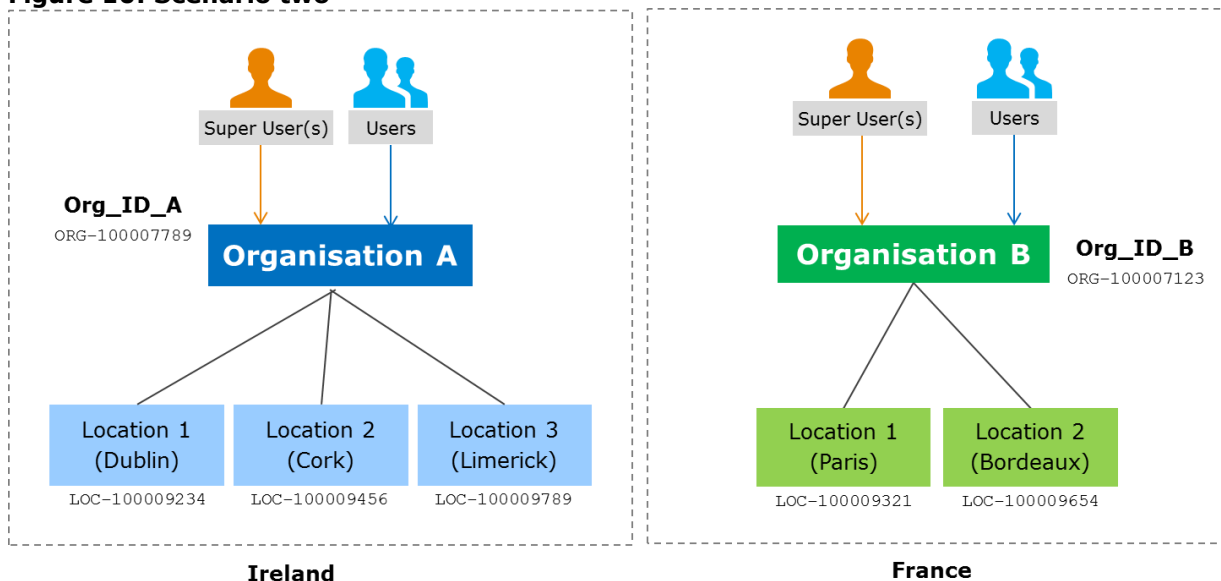 Super User(s)
Users
Org_ID_A
ORG-100007789
Organisation A
Location 1
(Dublin)
LOC-100009234
Location 2
(Cork)
LOC-100009456
Location 3
(Limerick)
LOC-100009789
Ireland
Super User(s)
Users
Organisation B
Org_ID_B
ORG-100007123
Location 1
(Paris)
LOC-100009321
Location 2
(Bordeaux)
LOC-100009654
France